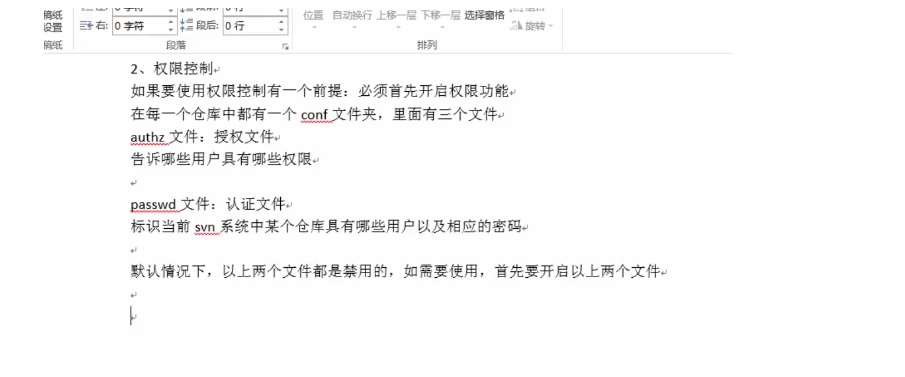 稿纸
设置
0 字符
0 行
右: 0 字符
段后: 0 行
位置 自动换行 上移一层 下移一层 选择窗格
旋转
稿纸
段落
排列
2、权限控制
如果要使用权限控制有一个前提：必须首先开启权限功能
在每一个仓库中都有一个 conf 文件夹，里面有三个文件
authz 文件：授权文件
告诉哪些用户具有哪些权限
passwd 文件：认证文件
标识当前 svn 系统中某个仓库具有哪些用户以及相应的密码
默认情况下，以上两个文件都是禁用的，如需要使用，首先要开启以上两个文件